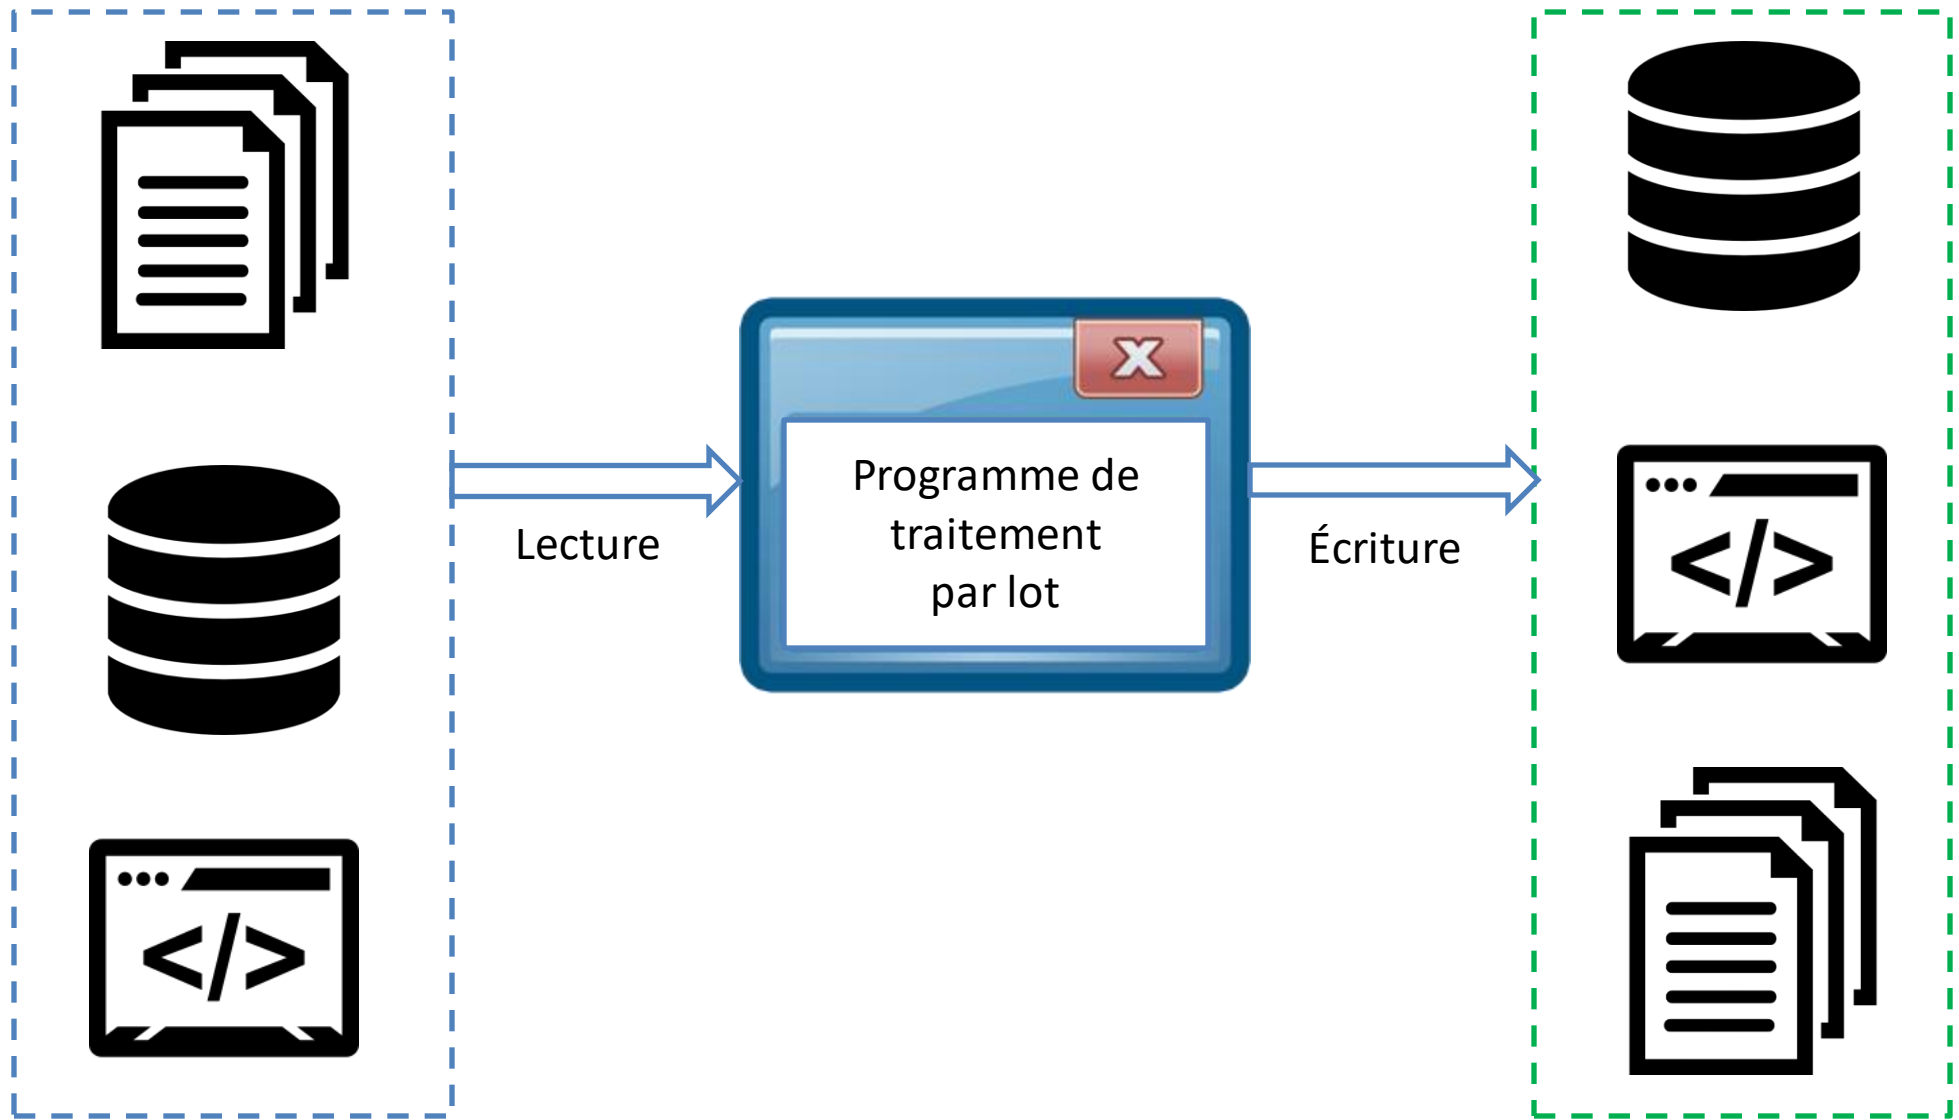 Lecture
Programme de
traitement
par lot
Écriture
</>
</>